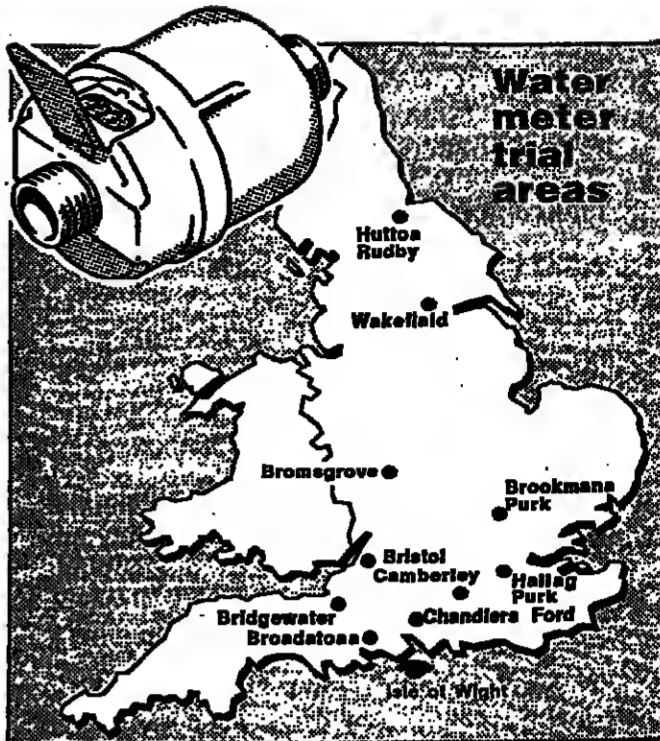 Water
meter
trial
areas
Huttoa
Rudby
Wakefiald
Bromsgrove
Brookmana
Purk
Bristol
Camberley
Hallag
Purk
Bridgewater
Chandlera Ford
Broadatoaa
Isle of Wight